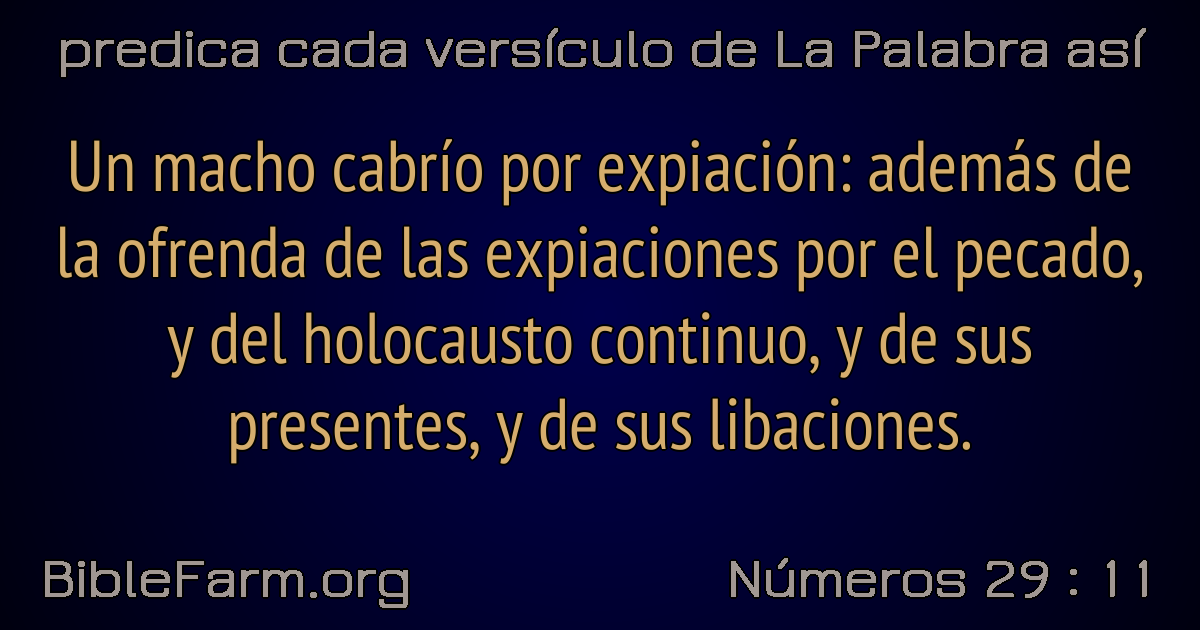 predica cada versículo de La Palabra así
Un macho cabrío por expiación: además de
la ofrenda de las expiaciones por el pecado,
y del holocausto continuo, y de sus
presentes, y de sus libaciones.
BibleFarm.org
Números 29 : 11